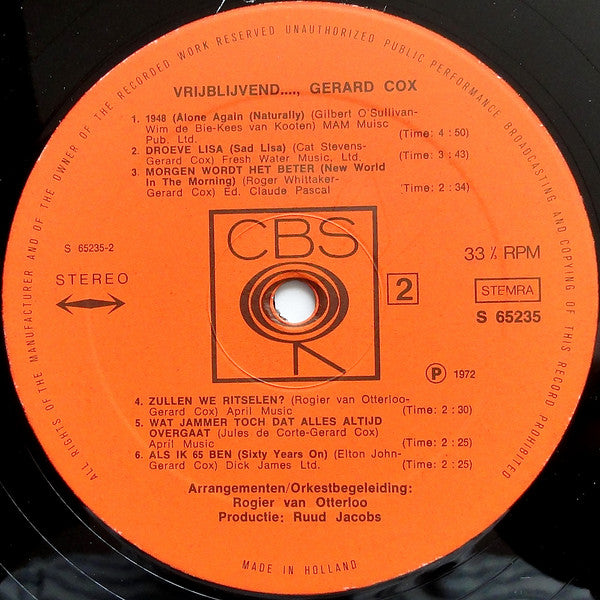 ALL RIGHTS OF THE MANUFACTURER AND OF THE OWNER OF THE RECORDED WORK RESERVED UNAUTHORIZED PUBLIC PERFORMANCE BROADCASTING AND COPYING OF THIS RECORD PROHIBITED
VRIJBLIJVEND...., GERARD COX
1. 1948 (Alone Again (Naturally) (Gilbert O'Sullivan-
Wim de Bie-Kees van Kooten) MAM Muisc
Pub. Ltd. (Time: 4:50)
2. DROEVE LISA (Sad Lisa) (Cat Stevens-
Gerard Cox) Fresh Water Music, Ltd. (Time: 3:43)
3. MORGEN WORDT HET BETER (New World
In The Morning) (Roger Whittaker-
Gerard Cox) Ed. Claude Pascal (Time: 2:34)
CBS
S 65235-2
STEREO
33⅓ RPM
2
STEMRA
S 65235
P 1972
4. ZULLEN WE RITSELEN? (Rogier van Otterloo-
Gerard Cox) April Music (Time: 2:30)
5. WAT JAMMER TOCH DAT ALLES ALTIJD
OVERGAAT (Jules de Corte-Gerard Cox)
April Music (Time: 2:25)
6. ALS IK 65 BEN (Sixty Years On) (Elton John-
Gerard Cox) Dick James Ltd. (Time: 2:25)
Arrangementen/Orkestbegeleiding:
Rogier van Otterloo
Productie: Ruud Jacobs
MADE IN HOLLAND